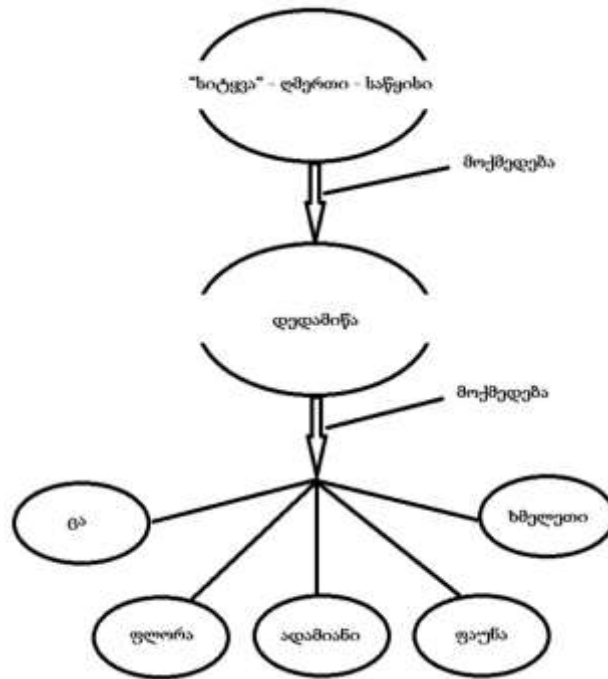 "სიტყვა" - ღმერთი - საწყისი
მოქმედება
დედამიწა
მოქმედება
ცა
ხმელეთი
ფლორა
ადამიანი
ფაუნა